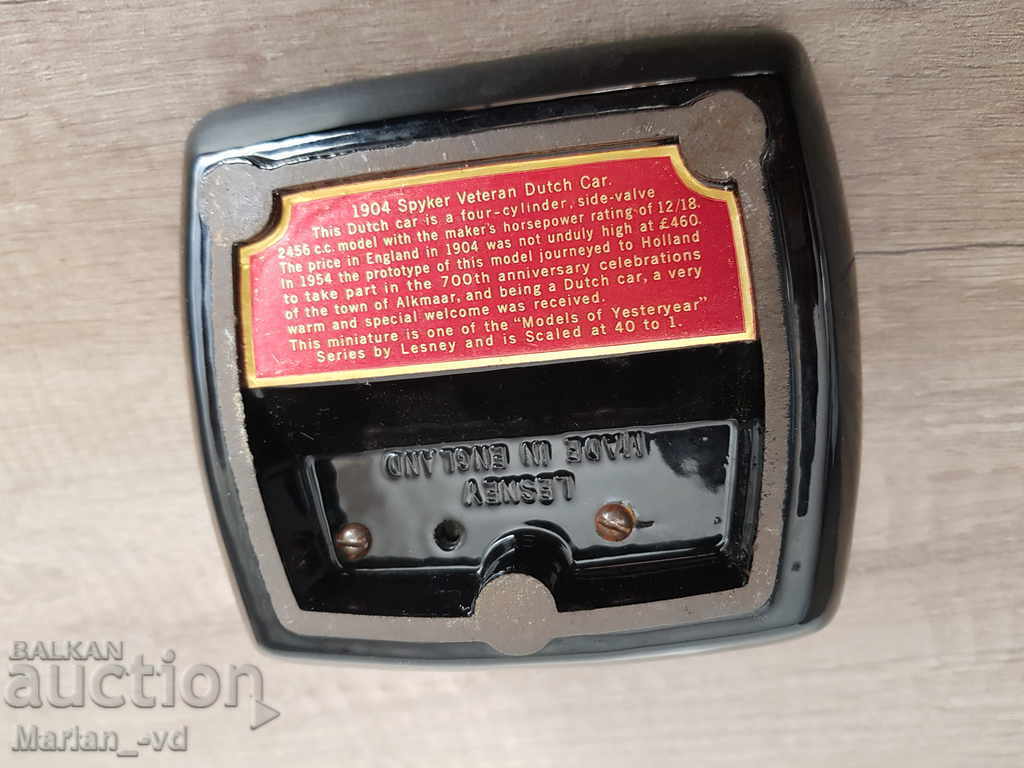 1904 Spyker Veteran Dutch Car.
This Dutch car is a four-cylinder, side-valve
2456 c.c. model with the maker's horsepower rating of 12/18.
The price in England in 1904 was not unduly high at £460.
In 1954 the prototype of this model journeyed to Holland
to take part in the 700th anniversary celebrations
of the town of Alkmaar, and being a Dutch car, a very
warm and special welcome was received.
This miniature is one of the "Models of Yesteryear"
Series by Lesney and is Scaled at 40 to 1.
LESNEY
MADE IN ENGLAND
BALKAN
auction
Marian_-vd